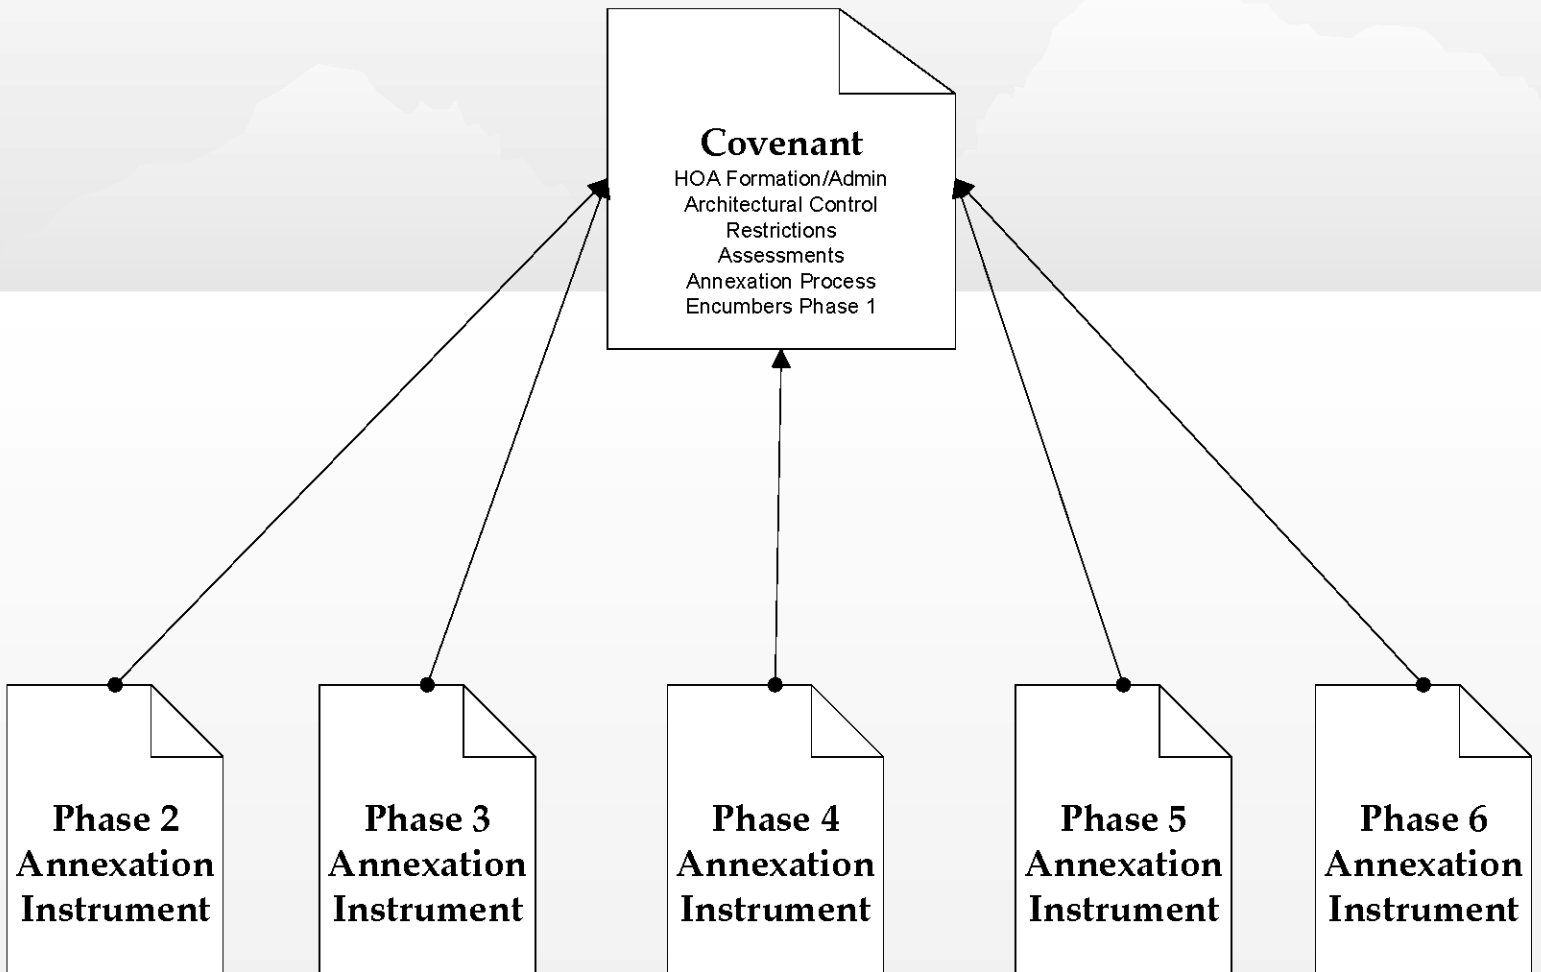 Covenant
HOA Formation/Admin
Architectural Control
Restrictions
Assessments
Annexation Process
Encumbers Phase 1
Phase 2
Annexation
Instrument
Phase 3
Annexation
Instrument
Phase 4
Annexation
Instrument
Phase 5
Annexation
Instrument
Phase 6
Annexation
Instrument